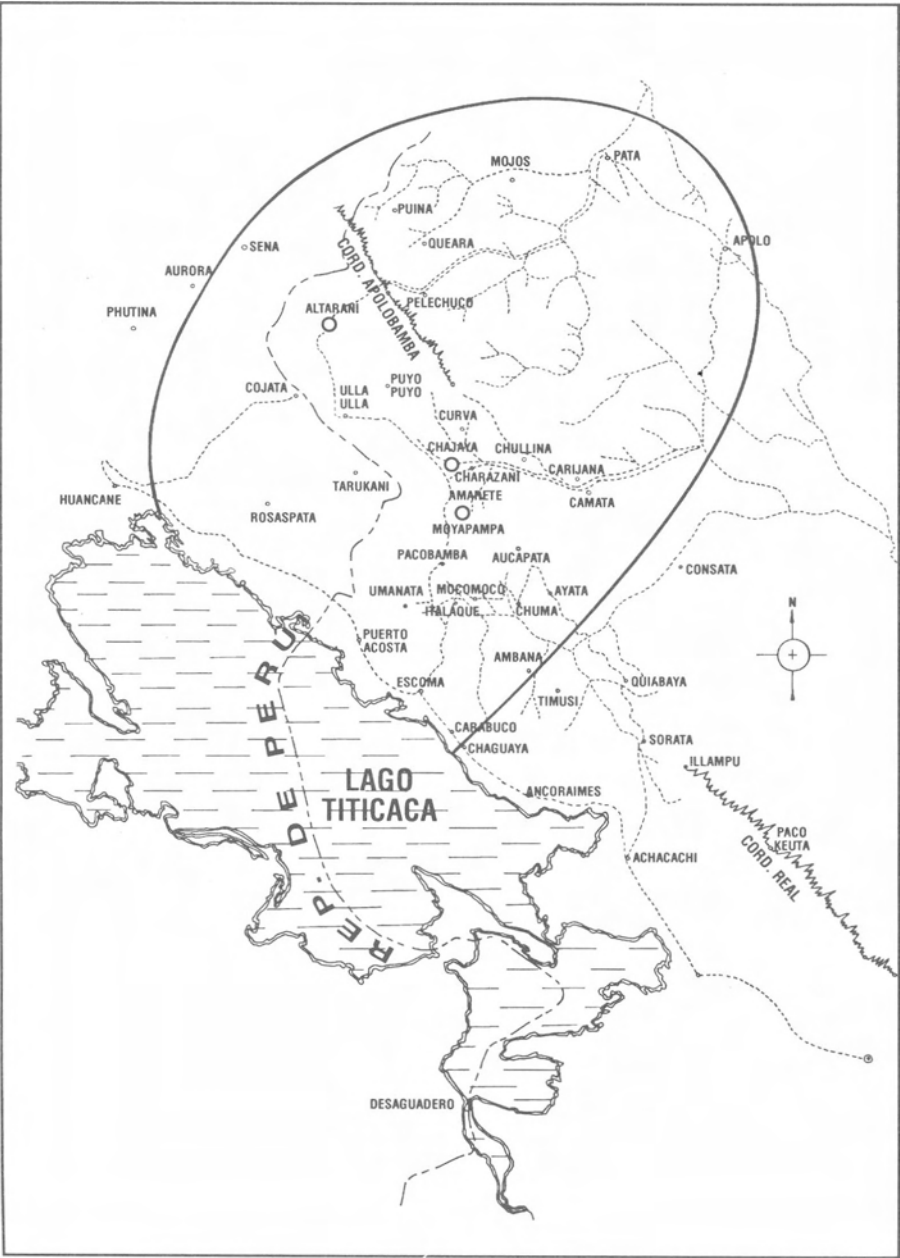 MOJOS
PATA
PUINA
QUEARA
APOLO
SENA
CORD. APOLOBAMBA
AURORA
PELECHUCO
ALTARANI
PHUTINA
PUYO
PUYO
ULLA
ULLA
COJATA
CURVA
CHAJAYA
CHULLINA
CARIJANA
CHARAZANI
TARUKANI
AMARETE
CAMATA
HUANCANE
ROSASPATA
MOYAPAMPA
PACOBAMBA
AUCAPATA
CONSATA
UMANATA
MOCOMOCO
AYATA
ITALAQUE
CHUMA
N
PUERTO
ACOSTA
AMBANA
ESCOMA
QUIABAYA
TIMUSI
CARABUCO
CHAGUAYA
SORATA
REP. DE PERU
LAGO
TITICACA
ILLAMPU
ANCORAIMES
PACO
KEUTA
CORD. REAL
ACHACACHI
DESAGUADERO